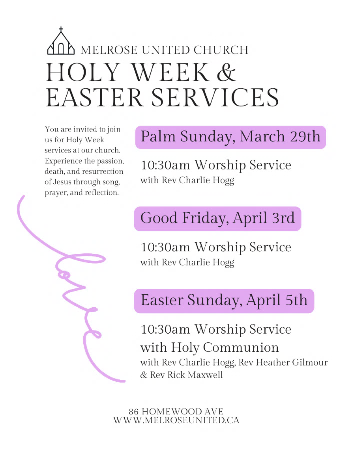 MELROSE UNITED CHURCH
HOLY WEEK &
EASTER SERVICES
You are invited to join
us for Holy Week
services at our church.
Experience the passion,
death, and resurrection
of Jesus through song,
prayer, and reflection.
Palm Sunday, March 29th
10:30am Worship Service
with Rev Charlie Hogg
Good Friday, April 3rd
10:30am Worship Service
with Rev Charlie Hogg
Easter Sunday, April 5th
10:30am Worship Service
with Holy Communion
with Rev Charlie Hogg, Rev Heather Gilmour
& Rev Rick Maxwell
86 HOMEWOOD AVE
WWW.MELROSEUNITED.CA